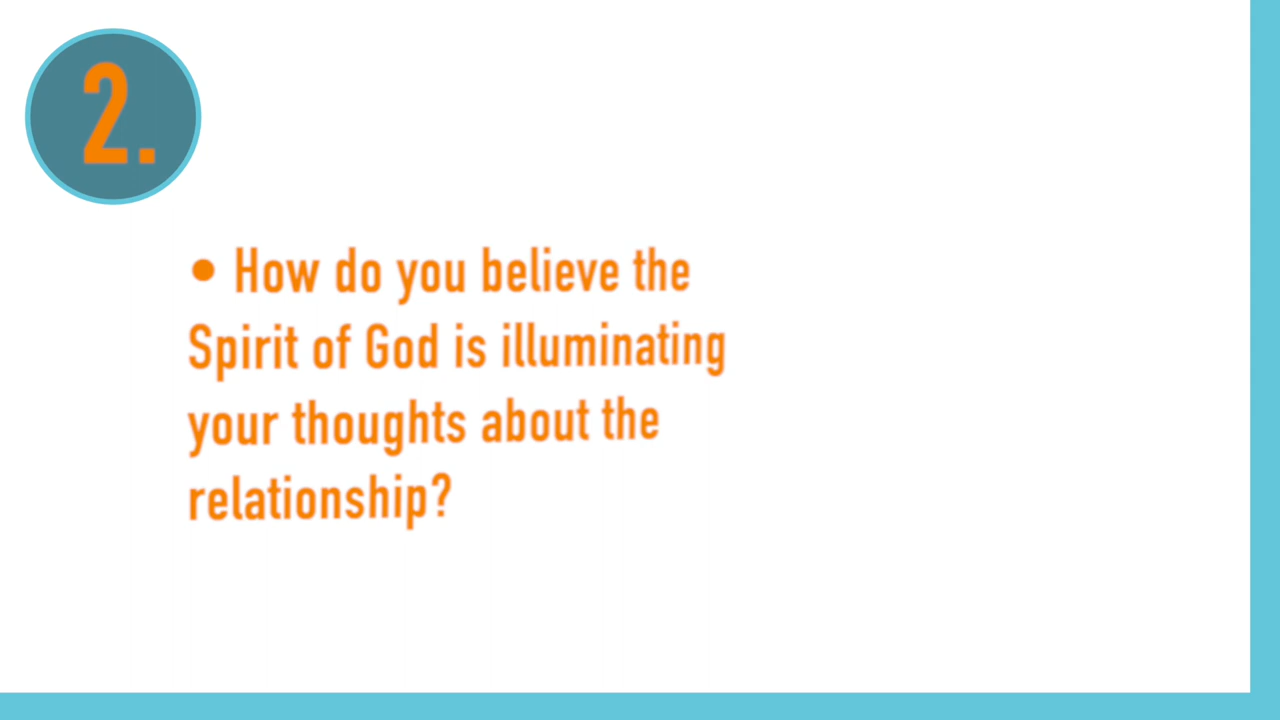 2.
• How do you believe the
Spirit of God is illuminating
your thoughts about the
relationship?